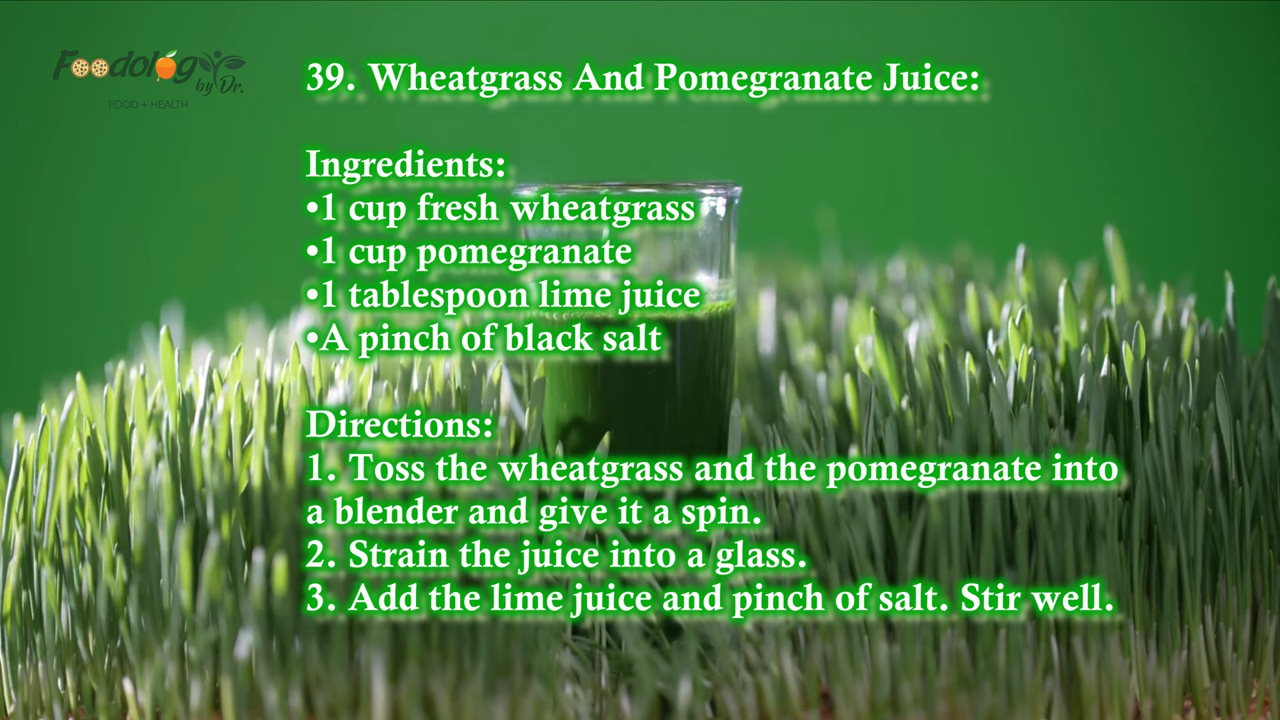 Foodology
by Dr.
FOOD + HEALTH
39. Wheatgrass And Pomegranate Juice:
Ingredients:
•1 cup fresh wheatgrass
•1 cup pomegranate
•1 tablespoon lime juice
•A pinch of black salt
Directions:
1. Toss the wheatgrass and the pomegranate into
a blender and give it a spin.
2. Strain the juice into a glass.
3. Add the lime juice and pinch of salt. Stir well.